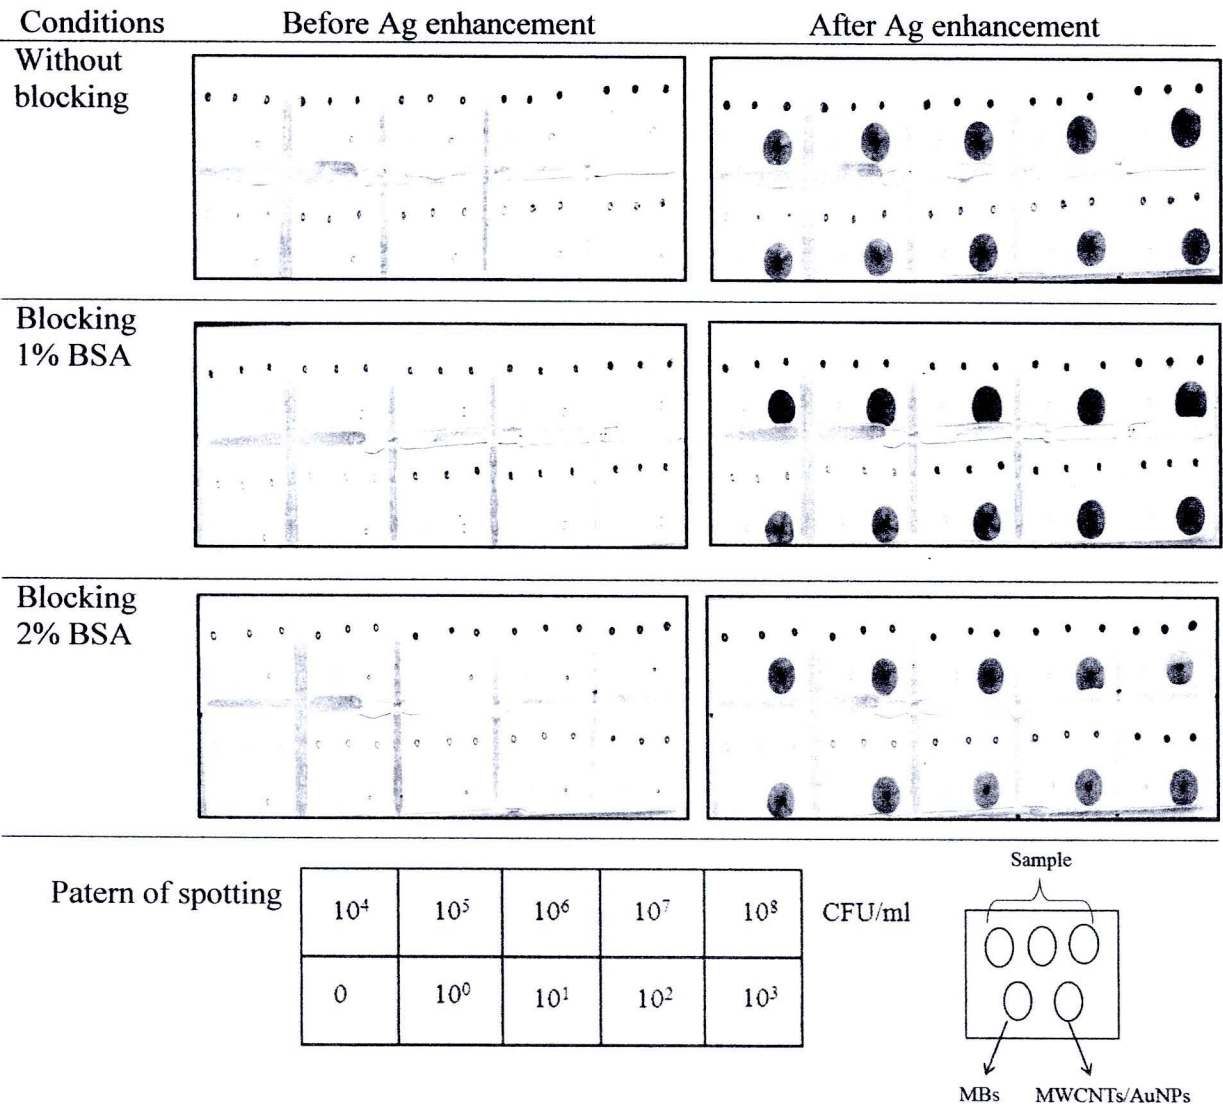 Conditions Before Ag enhancement After Ag enhancement
Without
blocking
Blocking
1% BSA
Blocking
2% BSA
Patern of spotting
10⁴ 10⁵ 10⁶ 10⁷ 10⁸ CFU/ml
0 10⁰ 10¹ 10² 10³
Sample
MBs MWCNTs/AuNPs